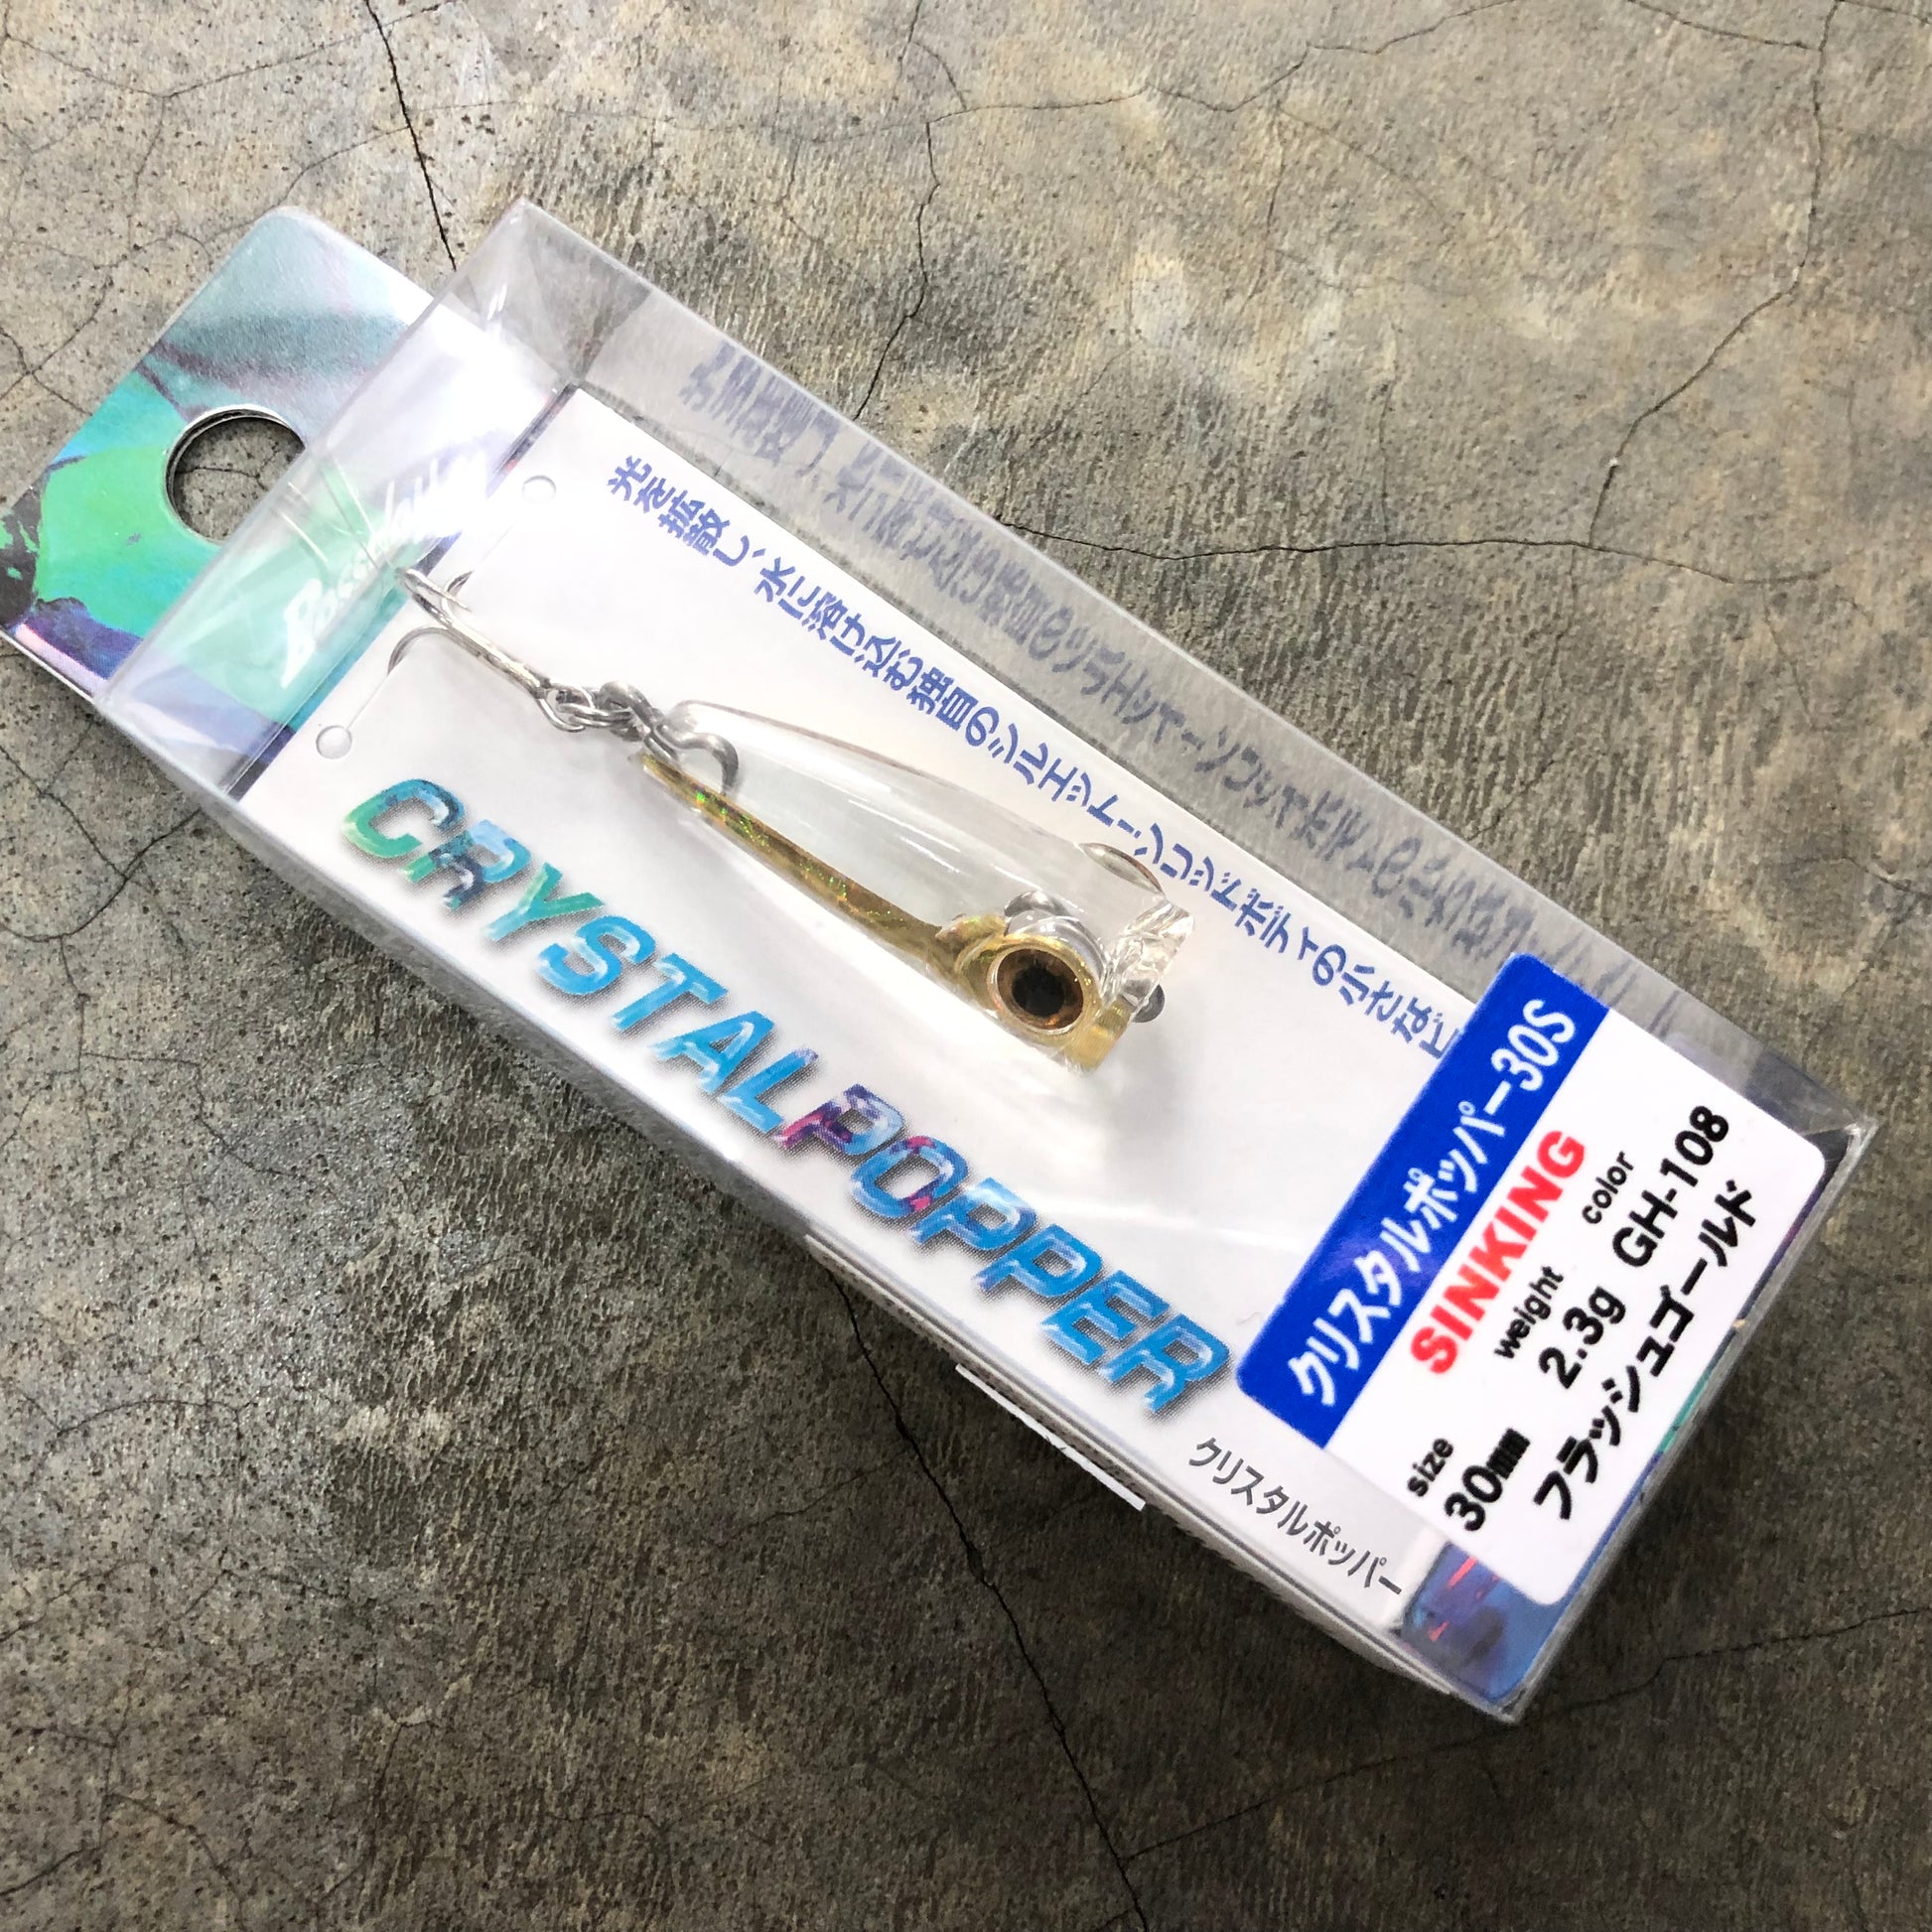 光を拡散し、水に溶け込む独自のシルエット―ソリッドボディの小さな
CRYSTALPOPPER
クリスタルポッパー
クリスタルポッパー30S
SINKING
size weight color
30㎜ 2.3g GH-108
フラッシュゴールド